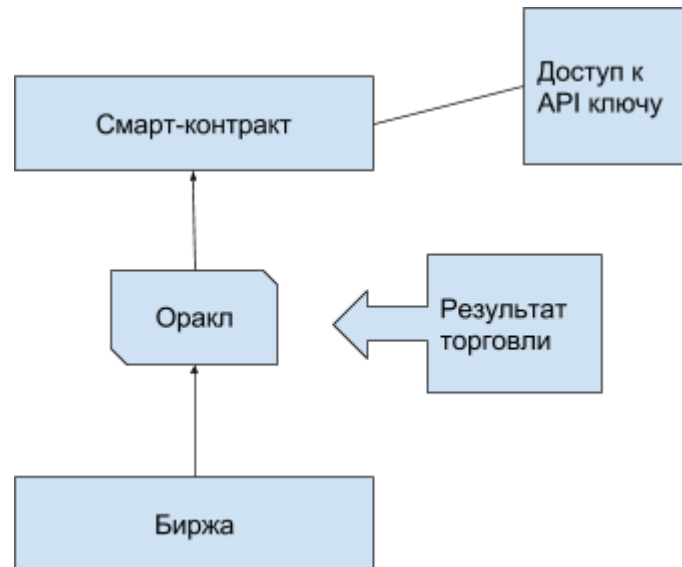 Доступ к
API ключу
Смарт-контракт
Оракл
Результат
торговли
Биржа